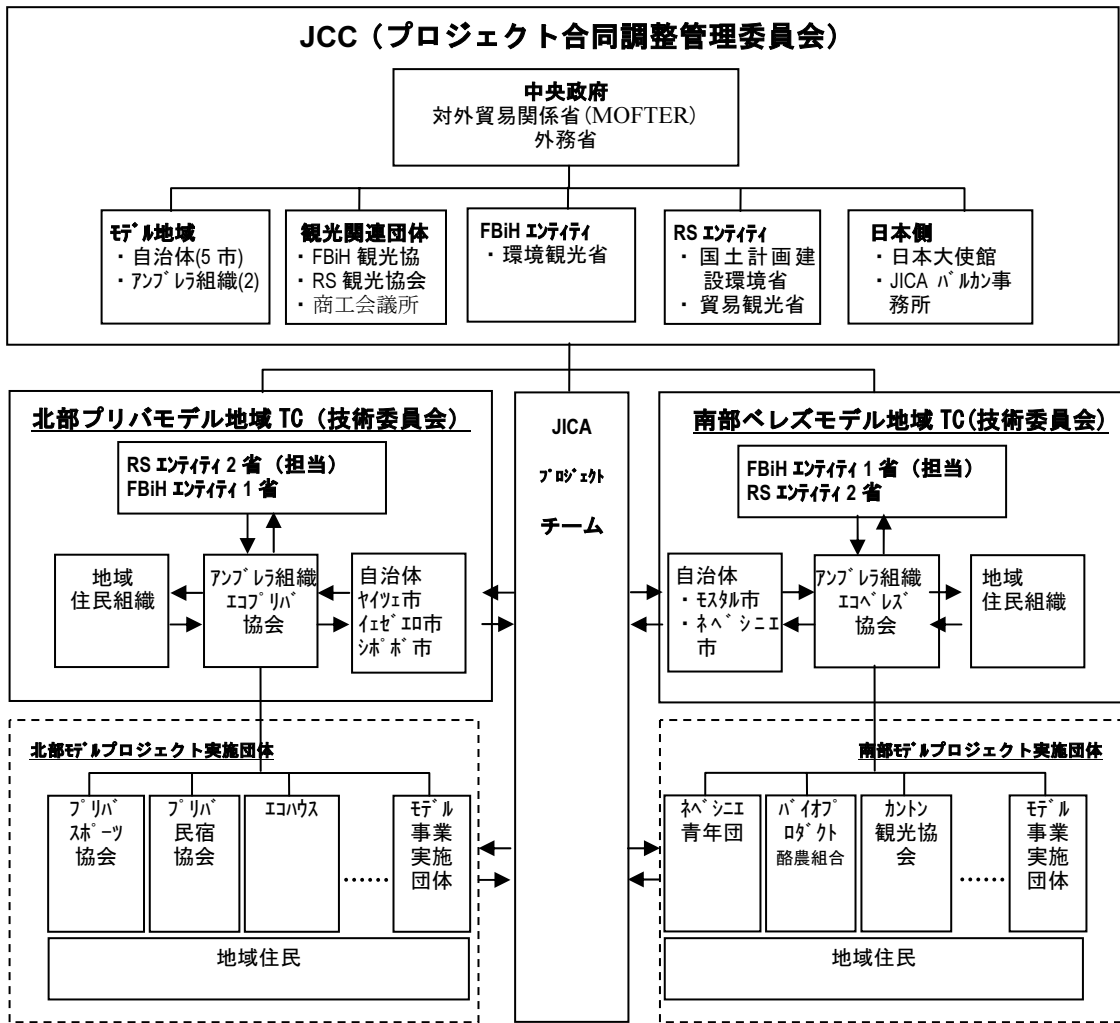 JCC（プロジェクト合同調整管理委員会）
中央政府
対外貿易関係省(MOFTER)
外務省
ﾓﾃﾞﾙ地域
・自治体(5 市)
・ｱﾝﾌﾞﾚﾗ組織(2)
観光関連団体
・FBiH 観光協
・RS 観光協会
・商工会議所
FBiH ｴﾝﾃｨﾃｨ
・環境観光省
RS ｴﾝﾃｨﾃｨ
・国土計画建
設環境省
・貿易観光省
日本側
・日本大使館
・JICA ﾊﾞﾙｶﾝ事
務所
北部プリバモデル地域 TC（技術委員会）
RS ｴﾝﾃｨﾃｨ 2 省（担当）
FBiH ｴﾝﾃｨﾃｨ 1 省
地域
住民組織
ｱﾝﾌﾞﾚﾗ組織
ｴｺﾌﾟﾘﾊﾞ
協会
自治体
ﾔｲﾂｪ市
ｲｪｾﾞｴﾛ市
ｼﾎﾟﾎﾞ市
JICA
ﾌﾟﾛｼﾞｪｸﾄ
チーム
南部ベレズモデル地域 TC(技術委員会)
FBiH ｴﾝﾃｨﾃｨ 1 省（担当）
RS ｴﾝﾃｨﾃｨ 2 省
自治体
・ﾓｽﾀﾙ市
・ﾈﾍﾞｼﾆｴ
市
ｱﾝﾌﾞﾚﾗ組織
ｴｺﾍﾞﾚｽﾞ
協会
地域
住民組織
北部ﾓﾃﾞﾙプロジェクト実施団体
ﾌﾟﾘﾊﾞ
ｽﾎﾟｰﾂ
協会
ﾌﾟﾘﾊﾞ
民宿
協会
ｴｺﾊｳｽ
……
ﾓﾃﾞﾙ
事業
実施
団体
地域住民
南部ﾓﾃﾞﾙプロジェクト実施団体
ﾈﾍﾞｼﾆｴ
青年団
ﾊﾞｲｵﾌﾟ
ﾛﾀﾞｸﾄ
酪農組合
ｶﾝﾄﾝ
観光協
会
……
ﾓﾃﾞﾙ
事業
実施
団体
地域住民